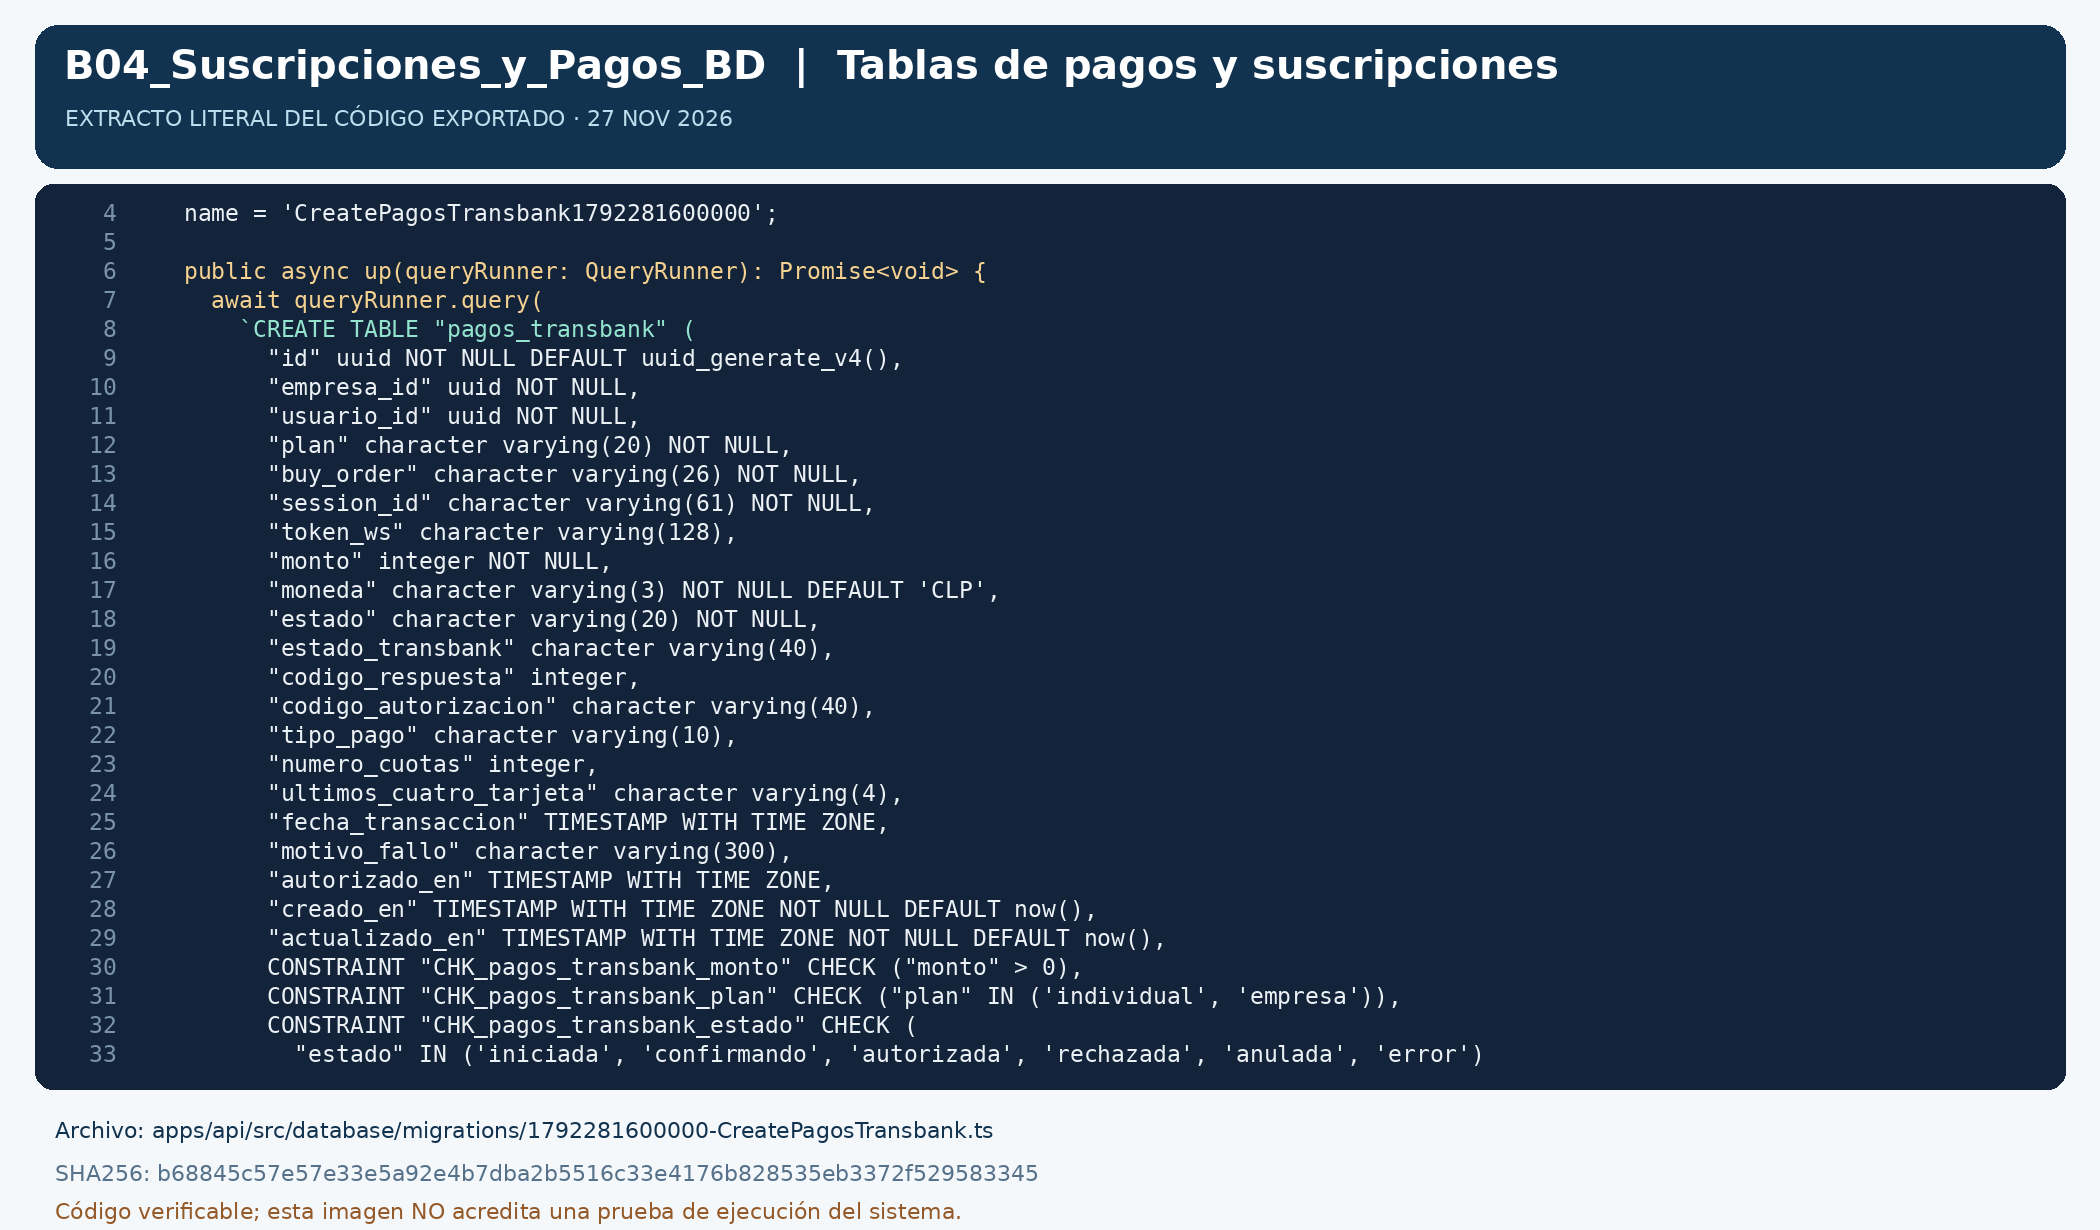 B04_Suscripciones_y_Pagos_BD | Tablas de pagos y suscripciones
EXTRACTO LITERAL DEL CÓDIGO EXPORTADO · 27 NOV 2026
4 name = 'CreatePagosTransbank1792281600000';
5
6 public async up(queryRunner: QueryRunner): Promise<void> {
7 await queryRunner.query(
8 `CREATE TABLE "pagos_transbank" (
9 "id" uuid NOT NULL DEFAULT uuid_generate_v4(),
10 "empresa_id" uuid NOT NULL,
11 "usuario_id" uuid NOT NULL,
12 "plan" character varying(20) NOT NULL,
13 "buy_order" character varying(26) NOT NULL,
14 "session_id" character varying(61) NOT NULL,
15 "token_ws" character varying(128),
16 "monto" integer NOT NULL,
17 "moneda" character varying(3) NOT NULL DEFAULT 'CLP',
18 "estado" character varying(20) NOT NULL,
19 "estado_transbank" character varying(40),
20 "codigo_respuesta" integer,
21 "codigo_autorizacion" character varying(40),
22 "tipo_pago" character varying(10),
23 "numero_cuotas" integer,
24 "ultimos_cuatro_tarjeta" character varying(4),
25 "fecha_transaccion" TIMESTAMP WITH TIME ZONE,
26 "motivo_fallo" character varying(300),
27 "autorizado_en" TIMESTAMP WITH TIME ZONE,
28 "creado_en" TIMESTAMP WITH TIME ZONE NOT NULL DEFAULT now(),
29 "actualizado_en" TIMESTAMP WITH TIME ZONE NOT NULL DEFAULT now(),
30 CONSTRAINT "CHK_pagos_transbank_monto" CHECK ("monto" > 0),
31 CONSTRAINT "CHK_pagos_transbank_plan" CHECK ("plan" IN ('individual', 'empresa')),
32 CONSTRAINT "CHK_pagos_transbank_estado" CHECK (
33 "estado" IN ('iniciada', 'confirmando', 'autorizada', 'rechazada', 'anulada', 'error')
Archivo: apps/api/src/database/migrations/1792281600000-CreatePagosTransbank.ts
SHA256: b68845c57e57e33e5a92e4b7dba2b5516c33e4176b828535eb3372f529583345
Código verificable; esta imagen NO acredita una prueba de ejecución del sistema.